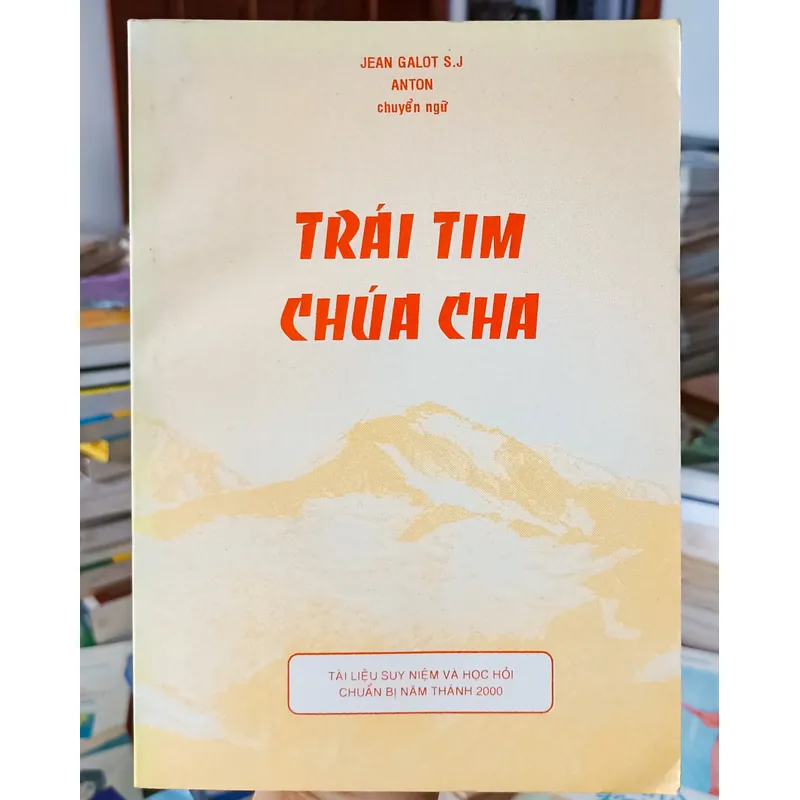 JEAN GALOT S.J
ANTON
chuyển ngữ
TRÁI TIM
CHÚA CHA
TÀI LIỆU SUY NIỆM VÀ HỌC HỎI
CHUẨN BỊ NĂM THÁNH 2000